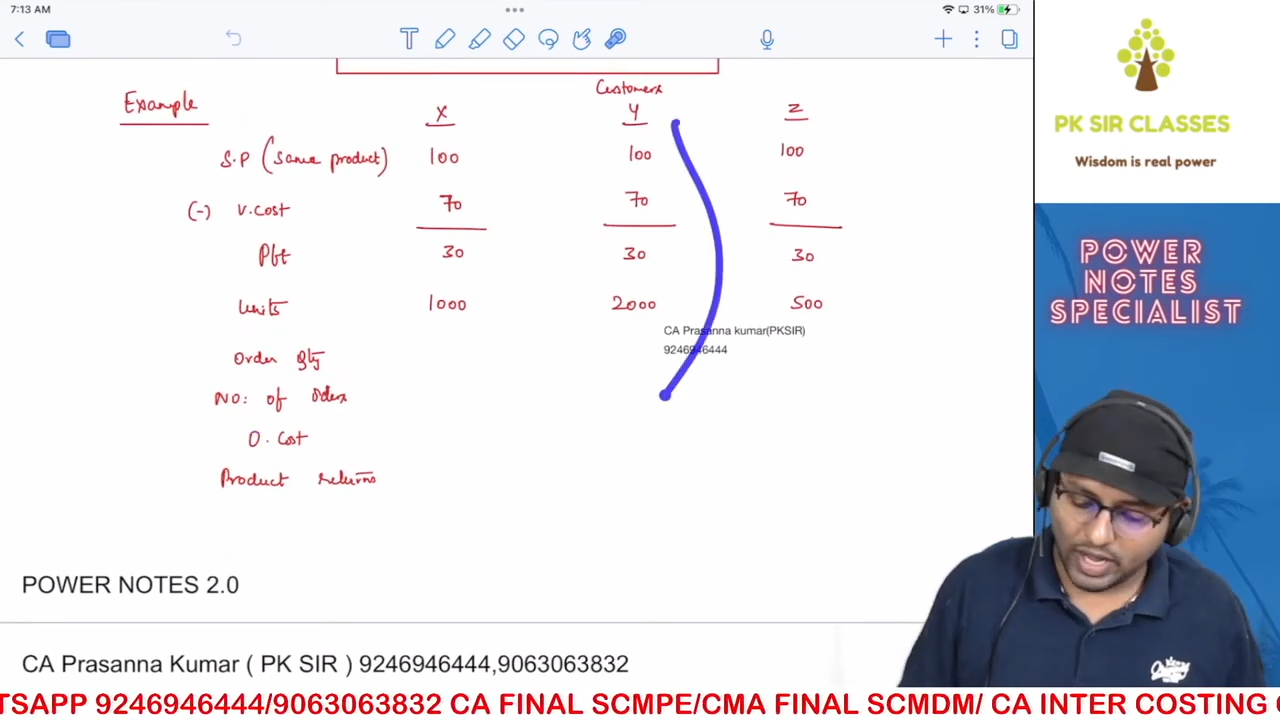 7:13 AM
31%
Customers
Example
X Y Z
S.P (same product) 100 100 100
(-) V.cost 70 70 70
Pft 30 30 30
Units 1000 2000 500
CA Prasanna kumar(PKSIR)
9246946444
Order Qty
NO: of orders
O. Cost
Product returns
POWER NOTES 2.0
CA Prasanna Kumar ( PK SIR ) 9246946444,9063063832
PK SIR CLASSES
Wisdom is real power
POWER
NOTES
SPECIALIST
TSAPP 9246946444/9063063832 CA FINAL SCMPE/CMA FINAL SCMDM/ CA INTER COSTING